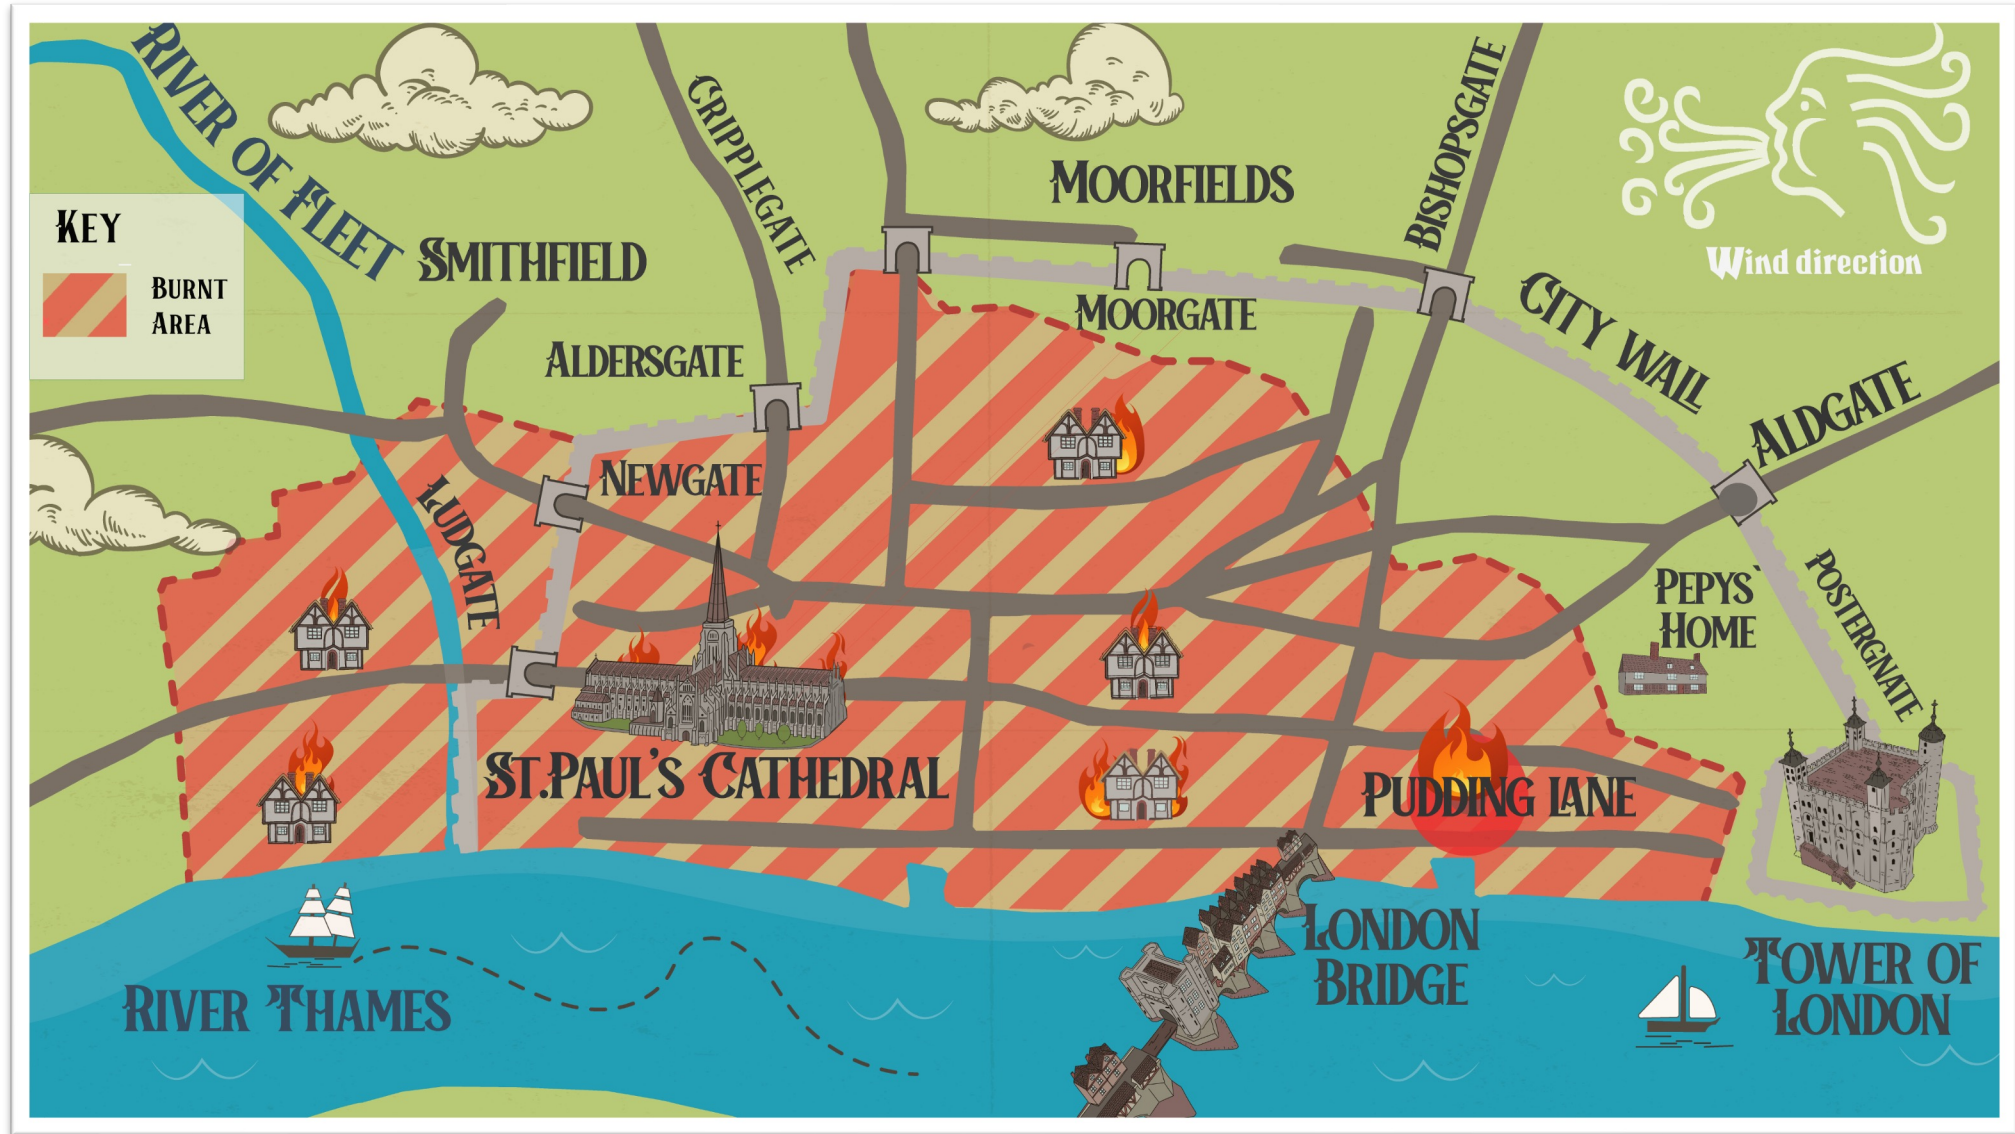 RIVER OF FLEET
CRIPPLEGATE
BISHOPSGATE
MOORFIELDS
KEY
BURNT
AREA
SMITHFIELD
Wind direction
CITY WALL
MOORGATE
ALDERSGATE
ALDGATE
NEWGATE
LUDGATE
PEPYS`
HOME
POSTERGNATE
ST.PAUL'S CATHEDRAL
PUDDING LANE
LONDON
BRIDGE
RIVER THAMES
TOWER OF
LONDON